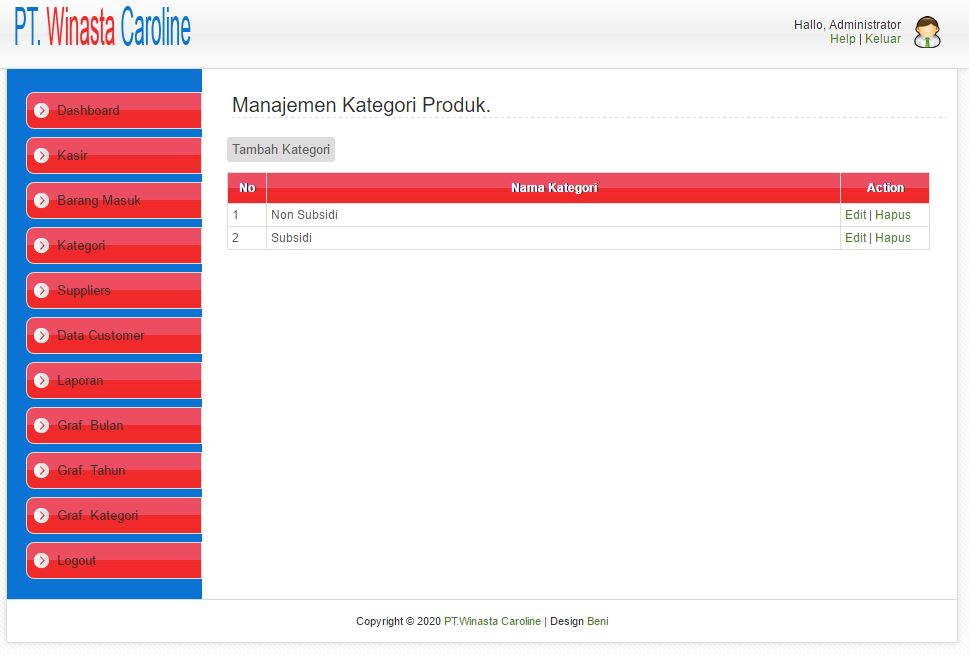 PT. Winasta Caroline
Hallo, Administrator
Help | Keluar
Dashboard
Kasir
Barang Masuk
Kategori
Suppliers
Data Customer
Laporan
Graf. Bulan
Graf. Tahun
Graf. Kategori
Logout
Manajemen Kategori Produk.
Tambah Kategori
No Nama Kategori Action
1 Non Subsidi Edit | Hapus
2 Subsidi Edit | Hapus
Copyright © 2020 PT.Winasta Caroline | Design Beni